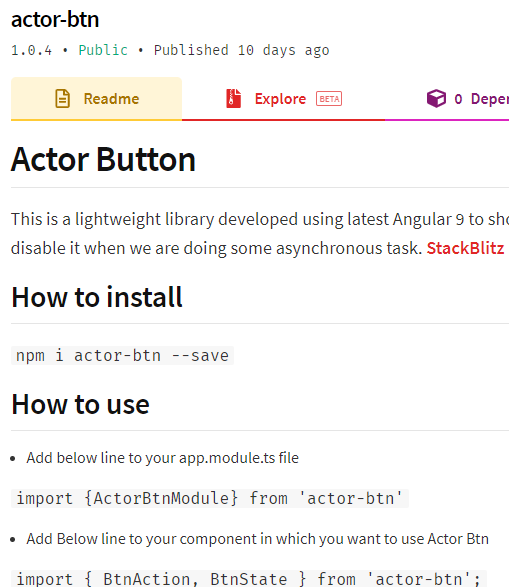 actor-btn
1.0.4 • Public • Published 10 days ago
Readme Explore BETA 0
Actor Button
This is a lightweight library developed using latest Angular 9 to
disable it when we are doing some asynchronous task. StackBlitz
How to install
npm i actor-btn --save
How to use
• Add below line to your app.module.ts file
import {ActorBtnModule} from 'actor-btn'
• Add Below line to your component in which you want to use Actor Btn
import { BtnAction, BtnState } from 'actor-btn';